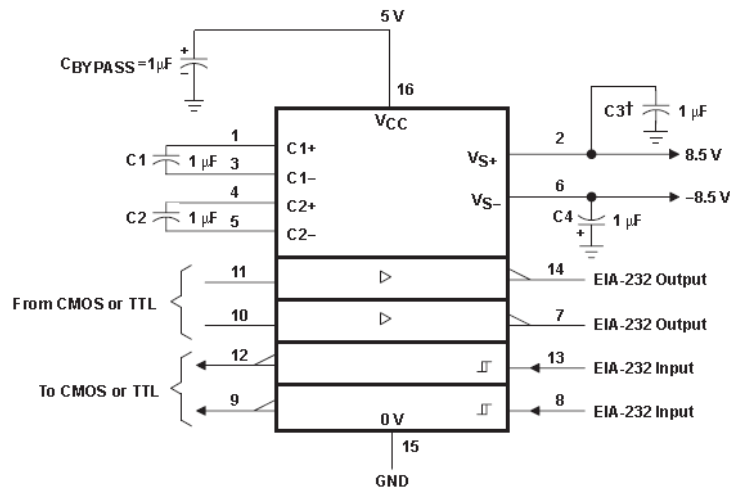 5 V
CBYPASS=1µF
+
−
16
VCC
C3†
1 µF
1
C1+
2
VS+
8.5 V
C1
1 µF
3
C1−
4
C2+
6
VS−
−8.5 V
C2
1 µF
5
C2−
C4
+
1 µF
11
14
EIA-232 Output
From CMOS or TTL
10
7
EIA-232 Output
12
13
EIA-232 Input
To CMOS or TTL
9
8
EIA-232 Input
0 V
15
GND